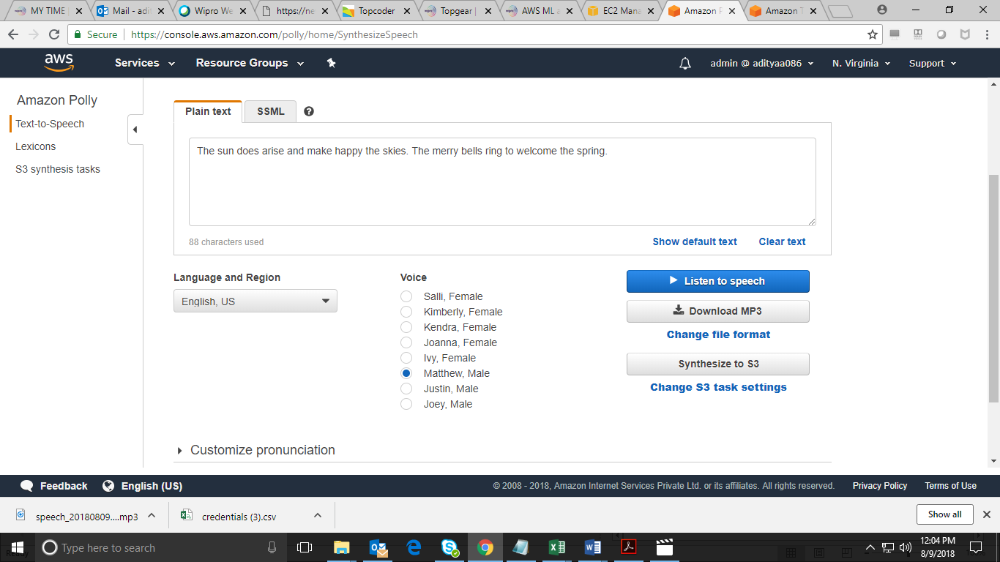 MY TIME |
Mail - adit
Wipro We
https://ne
Topcoder
Topgear |
AWS ML a
EC2 Mana
Amazon P
Amazon T
Secure | https://console.aws.amazon.com/polly/home/SynthesizeSpeech
aws Services Resource Groups admin @ adityaa086 N. Virginia Support
Amazon Polly
Text-to-Speech
Lexicons
S3 synthesis tasks
Plain text SSML ?
The sun does arise and make happy the skies. The merry bells ring to welcome the spring.
88 characters used Show default text Clear text
Language and Region
English, US
Voice
Salli, Female
Kimberly, Female
Kendra, Female
Joanna, Female
Ivy, Female
Matthew, Male
Justin, Male
Joey, Male
Listen to speech
Download MP3
Change file format
Synthesize to S3
Change S3 task settings
Customize pronunciation
Feedback English (US) © 2008 - 2018, Amazon Internet Services Private Ltd. or its affiliates. All rights reserved. Privacy Policy Terms of Use
speech_20180809....mp3 credentials (3).csv Show all
Type here to search
12:04 PM
8/9/2018